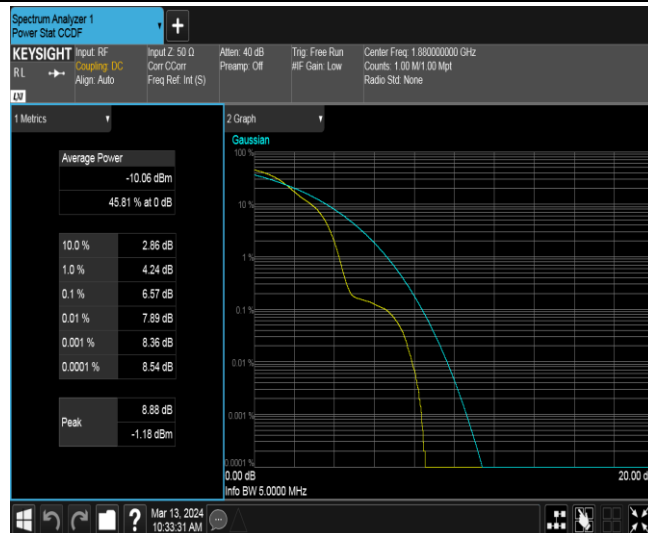 Spectrum Analyzer 1
Power Stat CCDF
+
KEYSIGHT
RL
LXI
Input: RF
Coupling: DC
Align: Auto
Input Z: 50 Ω
Corr CCorr
Freq Ref: Int (S)
Atten: 40 dB
Preamp: Off
Trig: Free Run
#IF Gain: Low
Center Freq: 1.880000000 GHz
Counts: 1.00 M/1.00 Mpt
Radio Std: None
1 Metrics
Average Power
-10.06 dBm
45.81 % at 0 dB
10.0 % 2.86 dB
1.0 % 4.24 dB
0.1 % 6.57 dB
0.01 % 7.89 dB
0.001 % 8.36 dB
0.0001 % 8.54 dB
Peak
8.88 dB
-1.18 dBm
2 Graph
Gaussian
100 %
10 %
1 %
0.1 %
0.01 %
0.001 %
0.0001 %
0.00 dB
20.00 d
Info BW 5.0000 MHz
?
Mar 13, 2024
10:33:31 AM